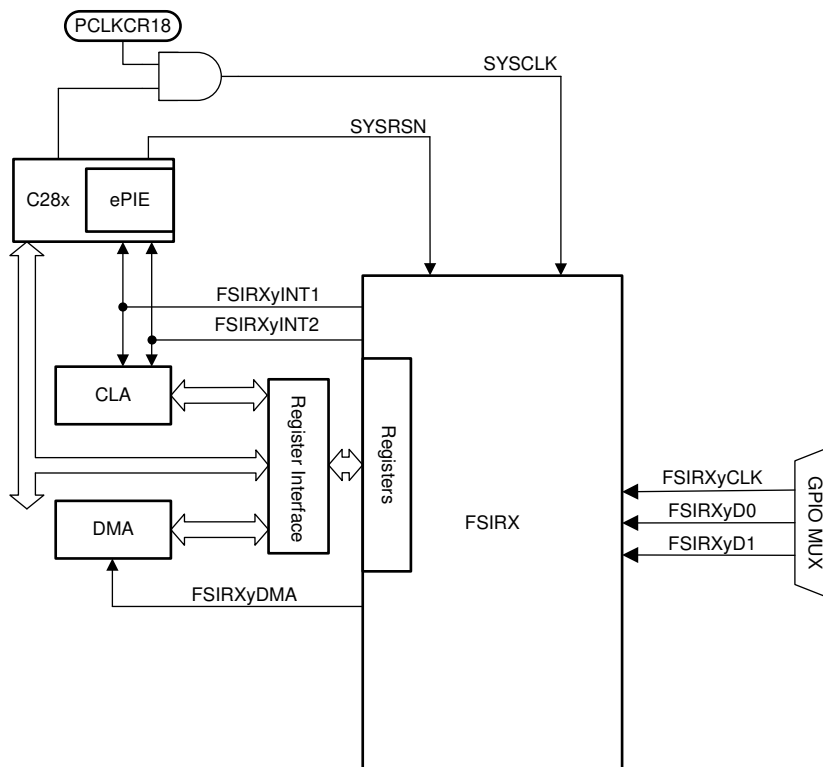 PCLKCR18
SYSCLK
SYSRSN
C28x
ePIE
FSIRXyINT1
FSIRXyINT2
CLA
Register Interface
Registers
FSIRXyCLK
FSIRXyD0
FSIRXyD1
GPIO MUX
FSIRX
DMA
FSIRXyDMA